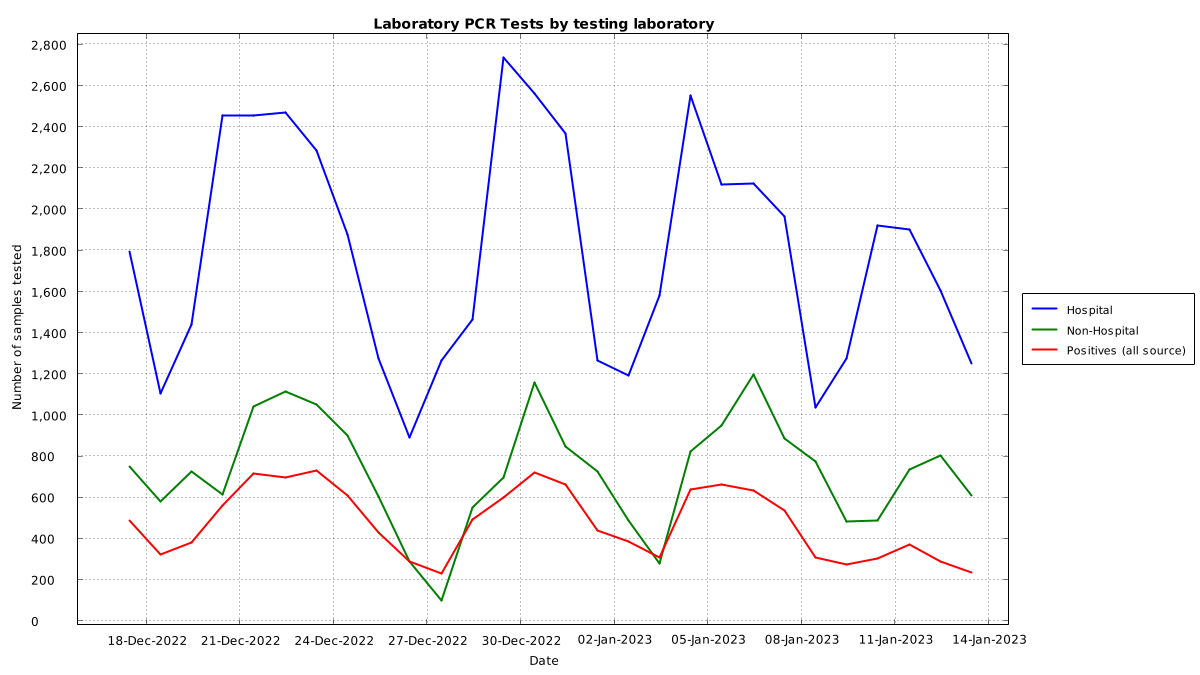 Laboratory PCR Tests by testing laboratory
2,800
2,600
2,400
2,200
2,000
1,800
1,600
1,400
1,200
1,000
800
600
400
200
0
Number of samples tested
18-Dec-2022 21-Dec-2022 24-Dec-2022 27-Dec-2022 30-Dec-2022 02-Jan-2023 05-Jan-2023 08-Jan-2023 11-Jan-2023 14-Jan-2023
Date
Hospital
Non-Hospital
Positives (all source)